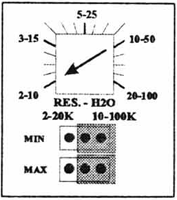 5-25
3-15 10-50
2-10 20-100
RES. - H2O
2-20K 10-100K
MIN
MAX